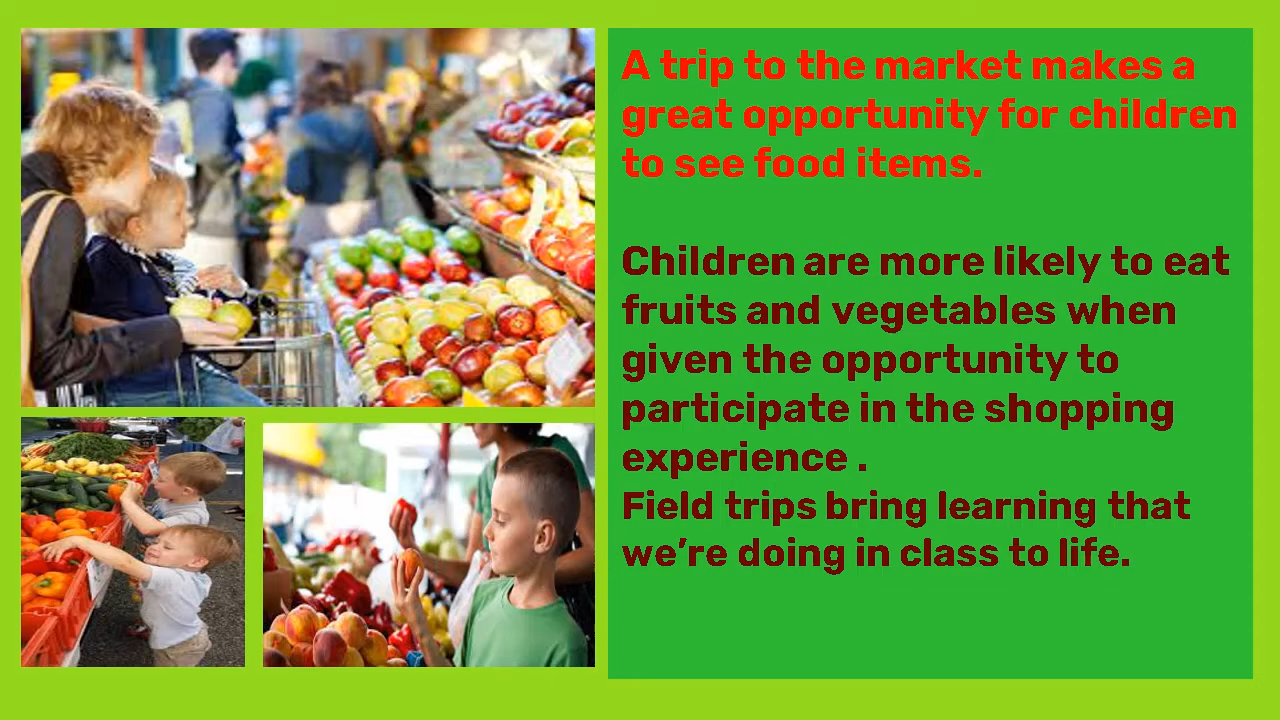 A trip to the market makes a
great opportunity for children
to see food items.
Children are more likely to eat
fruits and vegetables when
given the opportunity to
participate in the shopping
experience .
Field trips bring learning that
we’re doing in class to life.